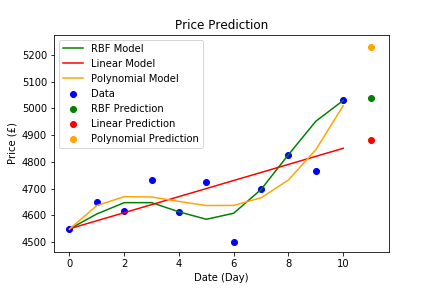 Price Prediction
RBF Model
Linear Model
Polynomial Model
Data
RBF Prediction
Linear Prediction
Polynomial Prediction
5200
5100
5000
4900
4800
4700
4600
4500
Price (£)
0 2 4 6 8 10
Date (Day)